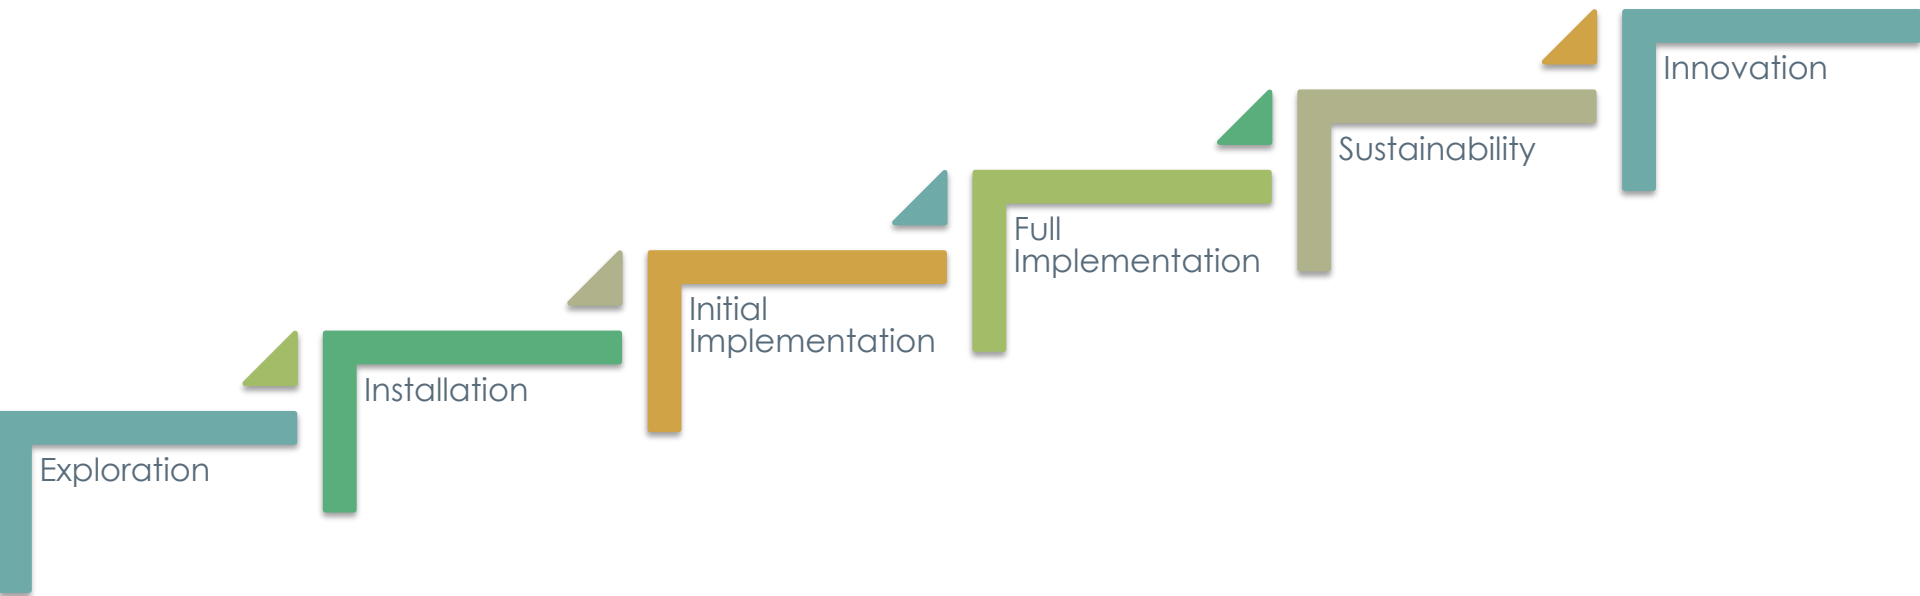 Exploration
Installation
Initial
Implementation
Full
Implementation
Sustainability
Innovation